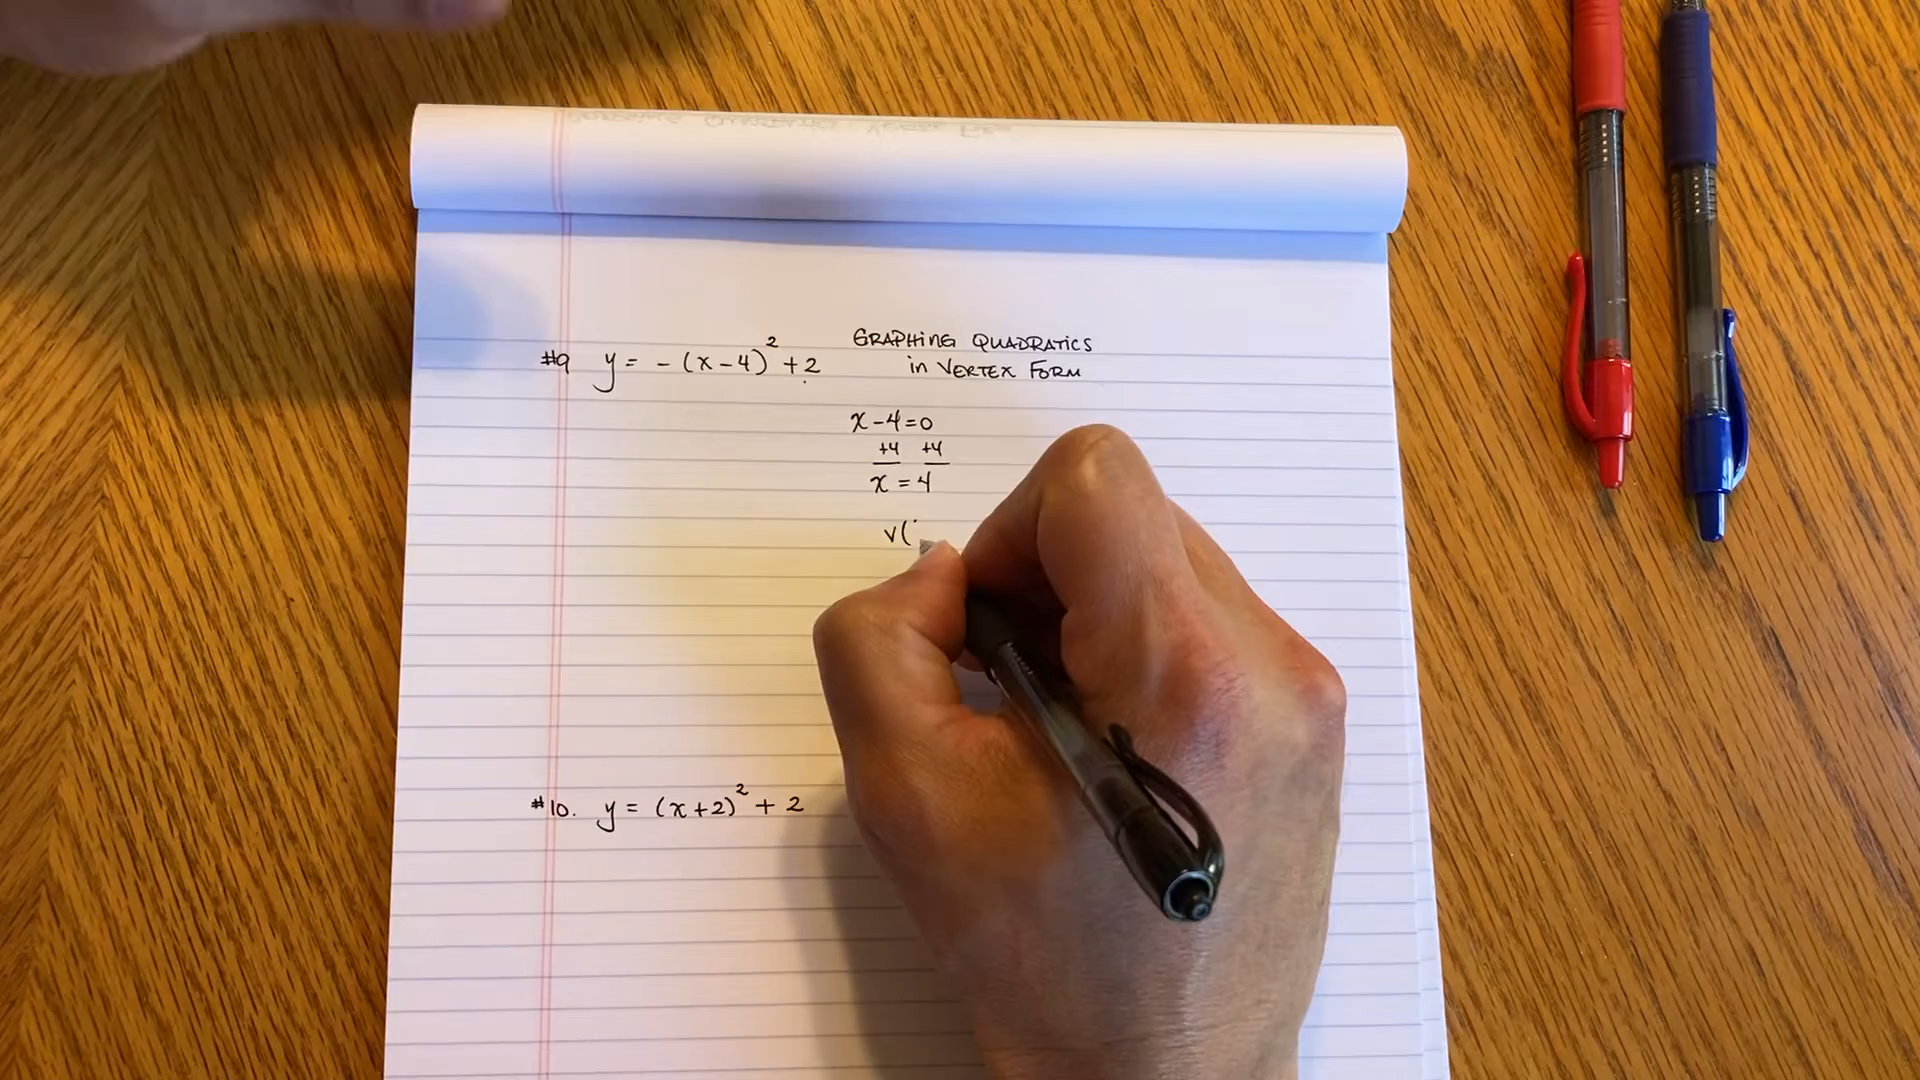 GRAPHING QUADRATICS
in VERTEX FORM
#9 y = -(x-4)² +2
x-4=0
+4 +4
x = 4
v(
#10. y = (x+2)² + 2